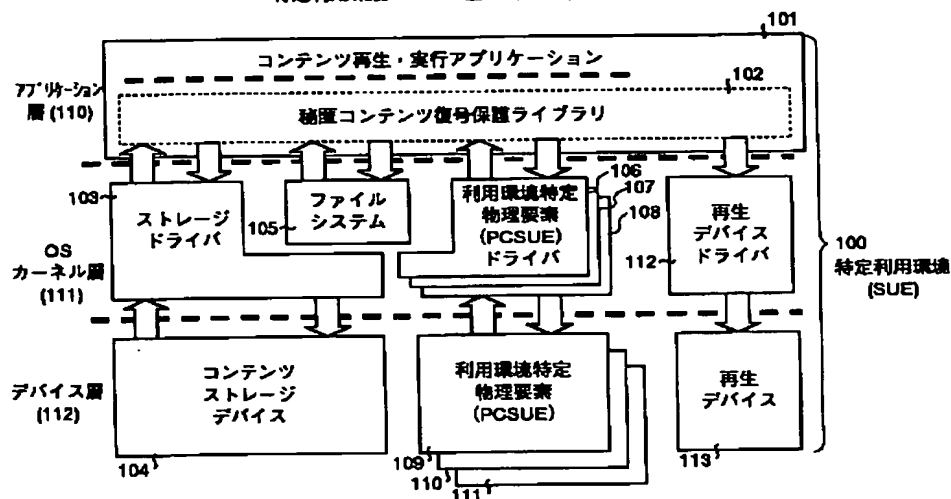 101
コンテンツ再生・実行アプリケーション
102
アプリケーション
層 (110)
秘匿コンテンツ復号保護ライブラリ
103
ストレージ
ドライバ
105
ファイル
システム
106
107
108
利用環境特定
物理要素
(PCSUE)
ドライバ
112
再生
デバイス
ドライバ
OS
カーネル層
(111)
100
特定利用環境
(SUE)
デバイス層
(112)
コンテンツ
ストレージ
デバイス
104
利用環境特定
物理要素
(PCSUE)
109
110
111
再生
デバイス
113